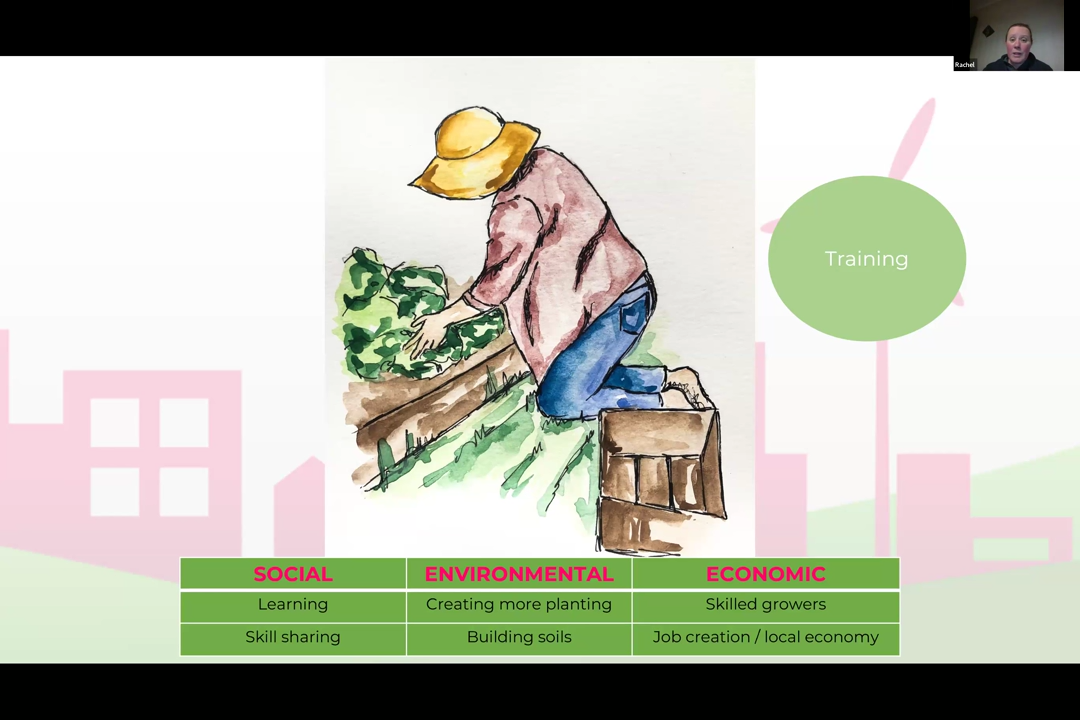 Rachel
Training
SOCIAL ENVIRONMENTAL ECONOMIC
Learning Creating more planting Skilled growers
Skill sharing Building soils Job creation / local economy